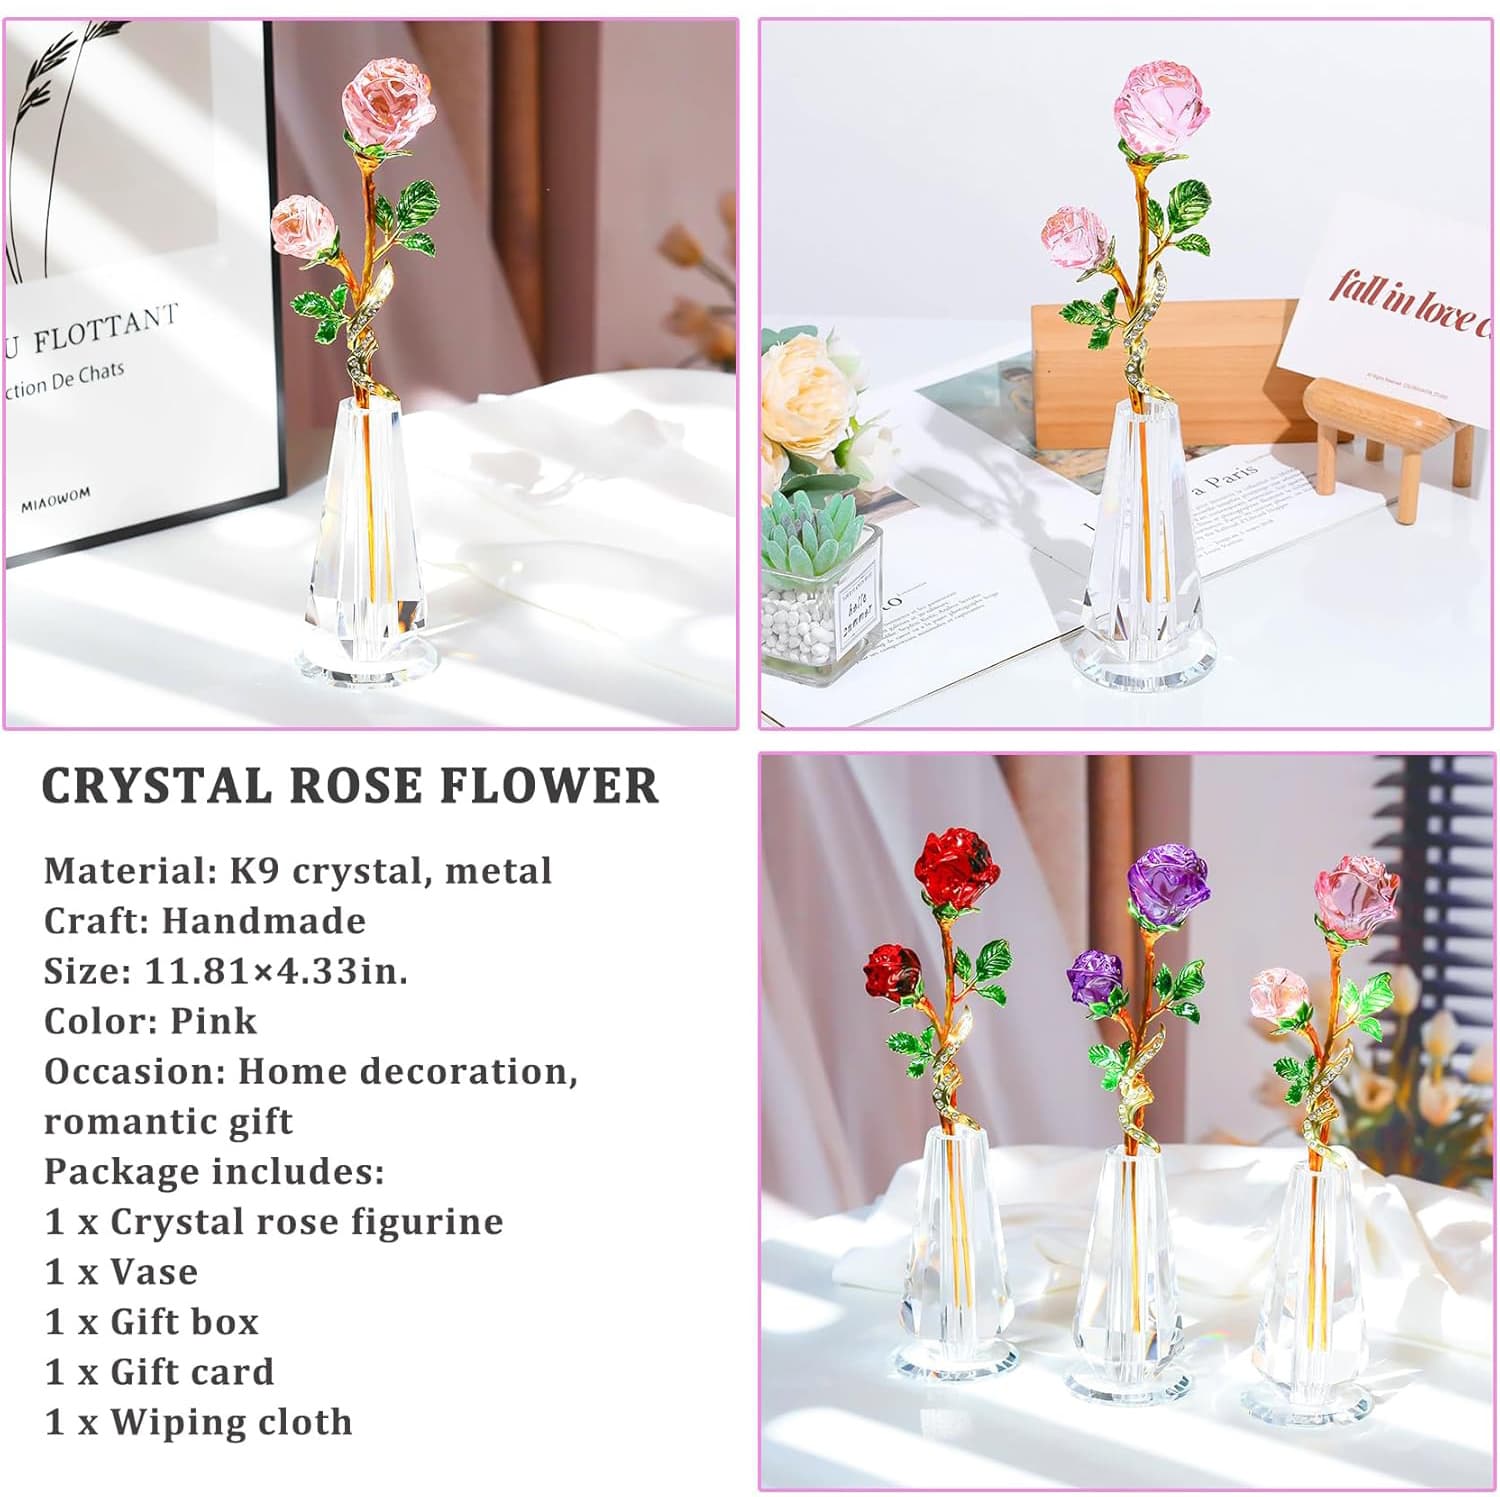 U FLOTTANT
ction De Chats
MIAOWOM
fall in love
a Paris
CRYSTAL ROSE FLOWER
Material: K9 crystal, metal
Craft: Handmade
Size: 11.81×4.33in.
Color: Pink
Occasion: Home decoration,
romantic gift
Package includes:
1 x Crystal rose figurine
1 x Vase
1 x Gift box
1 x Gift card
1 x Wiping cloth